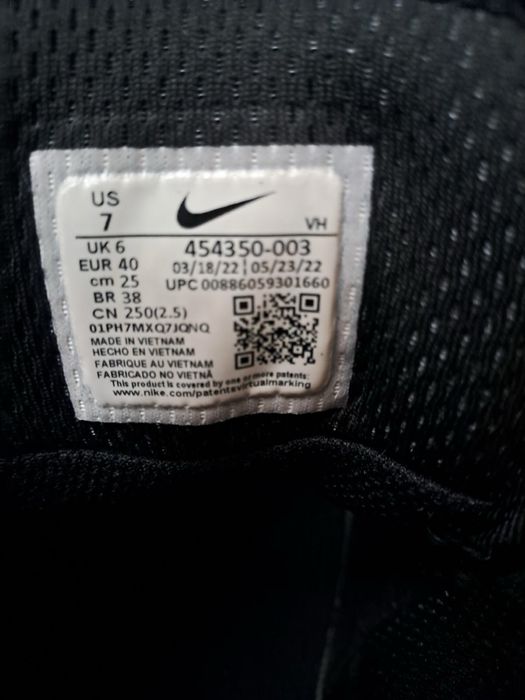 US
7
VH
UK 6
EUR 40
cm 25
BR 38
CN 250(2.5)
01PH7MXQ7JQNQ
454350-003
03/18/22 05/23/22
UPC 00886059301660
MADE IN VIETNAM
HECHO EN VIETNAM
FABRIQUE AU VIETNAM
FABRICADO NO VIETNÃ
This product is covered by one or more patents:
www.nike.com/patentsvirtualmarking